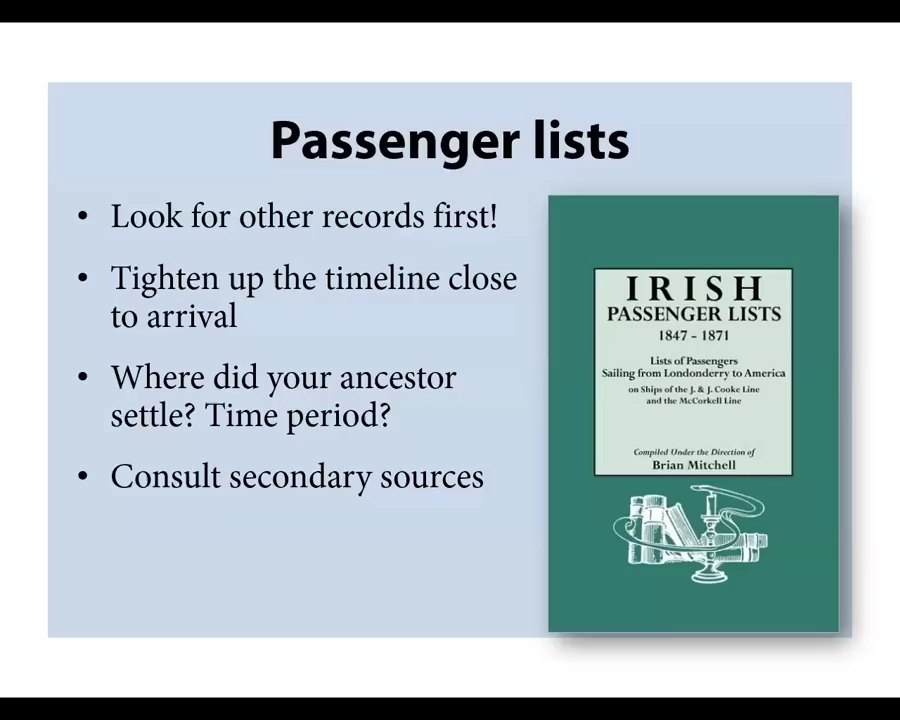 Passenger lists
• Look for other records first!
• Tighten up the timeline close
to arrival
• Where did your ancestor
settle? Time period?
• Consult secondary sources
IRISH
PASSENGER LISTS
1847 - 1871
Lists of Passengers
Sailing from Londonderry to America
on Ships of the J. & J. Cooke Line
and the McCorkell Line
Compiled Under the Direction of
Brian Mitchell